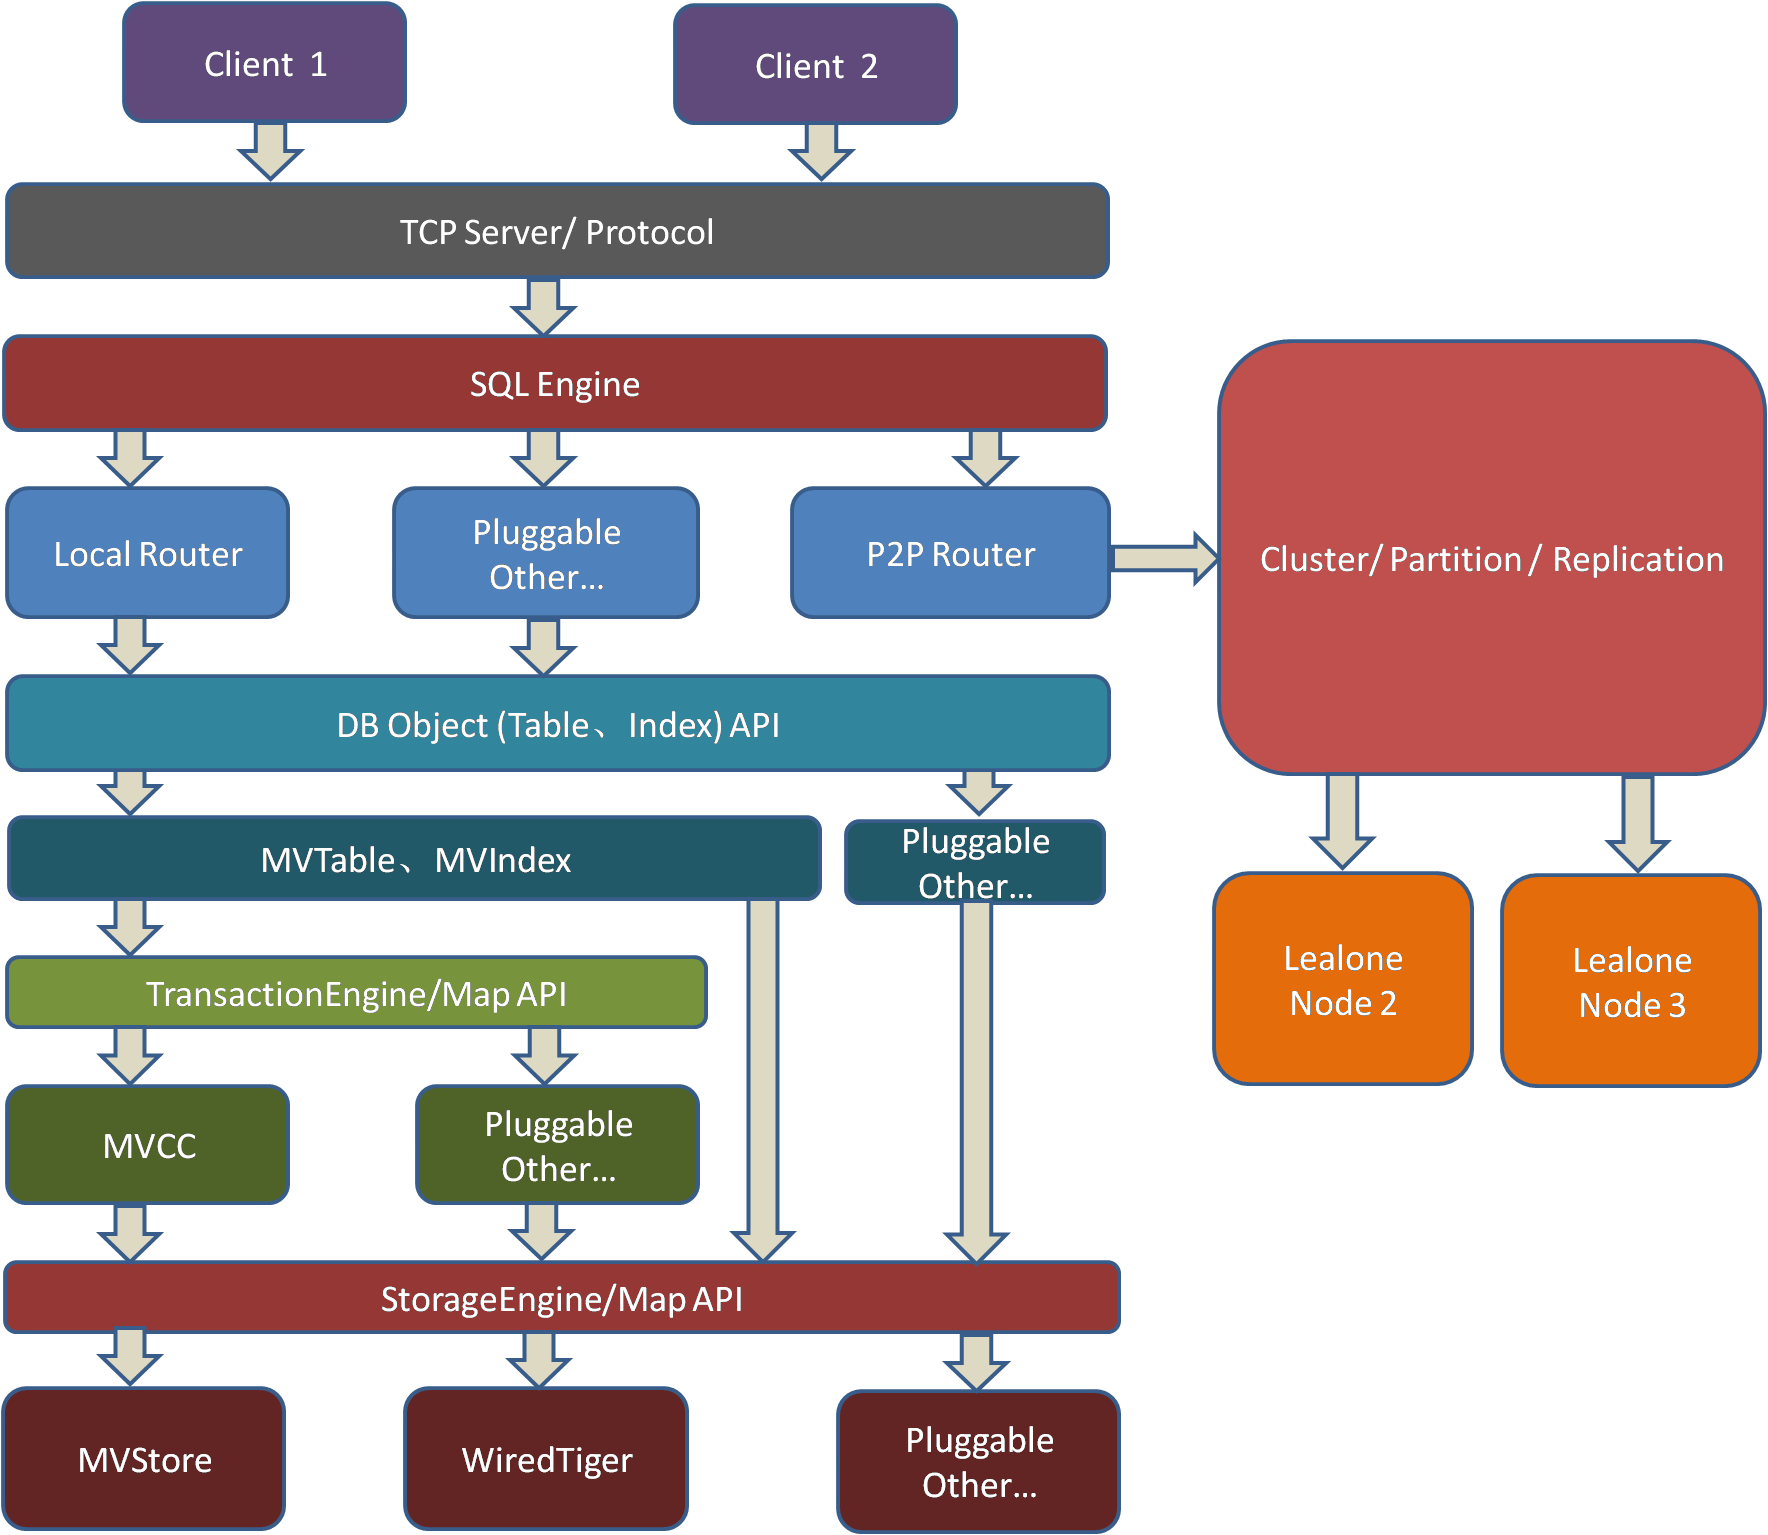 Client 1
Client 2
TCP Server/ Protocol
SQL Engine
Local Router
Pluggable
Other...
P2P Router
Cluster/ Partition / Replication
DB Object (Table、Index) API
MVTable、MVIndex
Pluggable
Other...
TransactionEngine/Map API
Lealone
Node 2
Lealone
Node 3
MVCC
Pluggable
Other...
StorageEngine/Map API
MVStore
WiredTiger
Pluggable
Other...